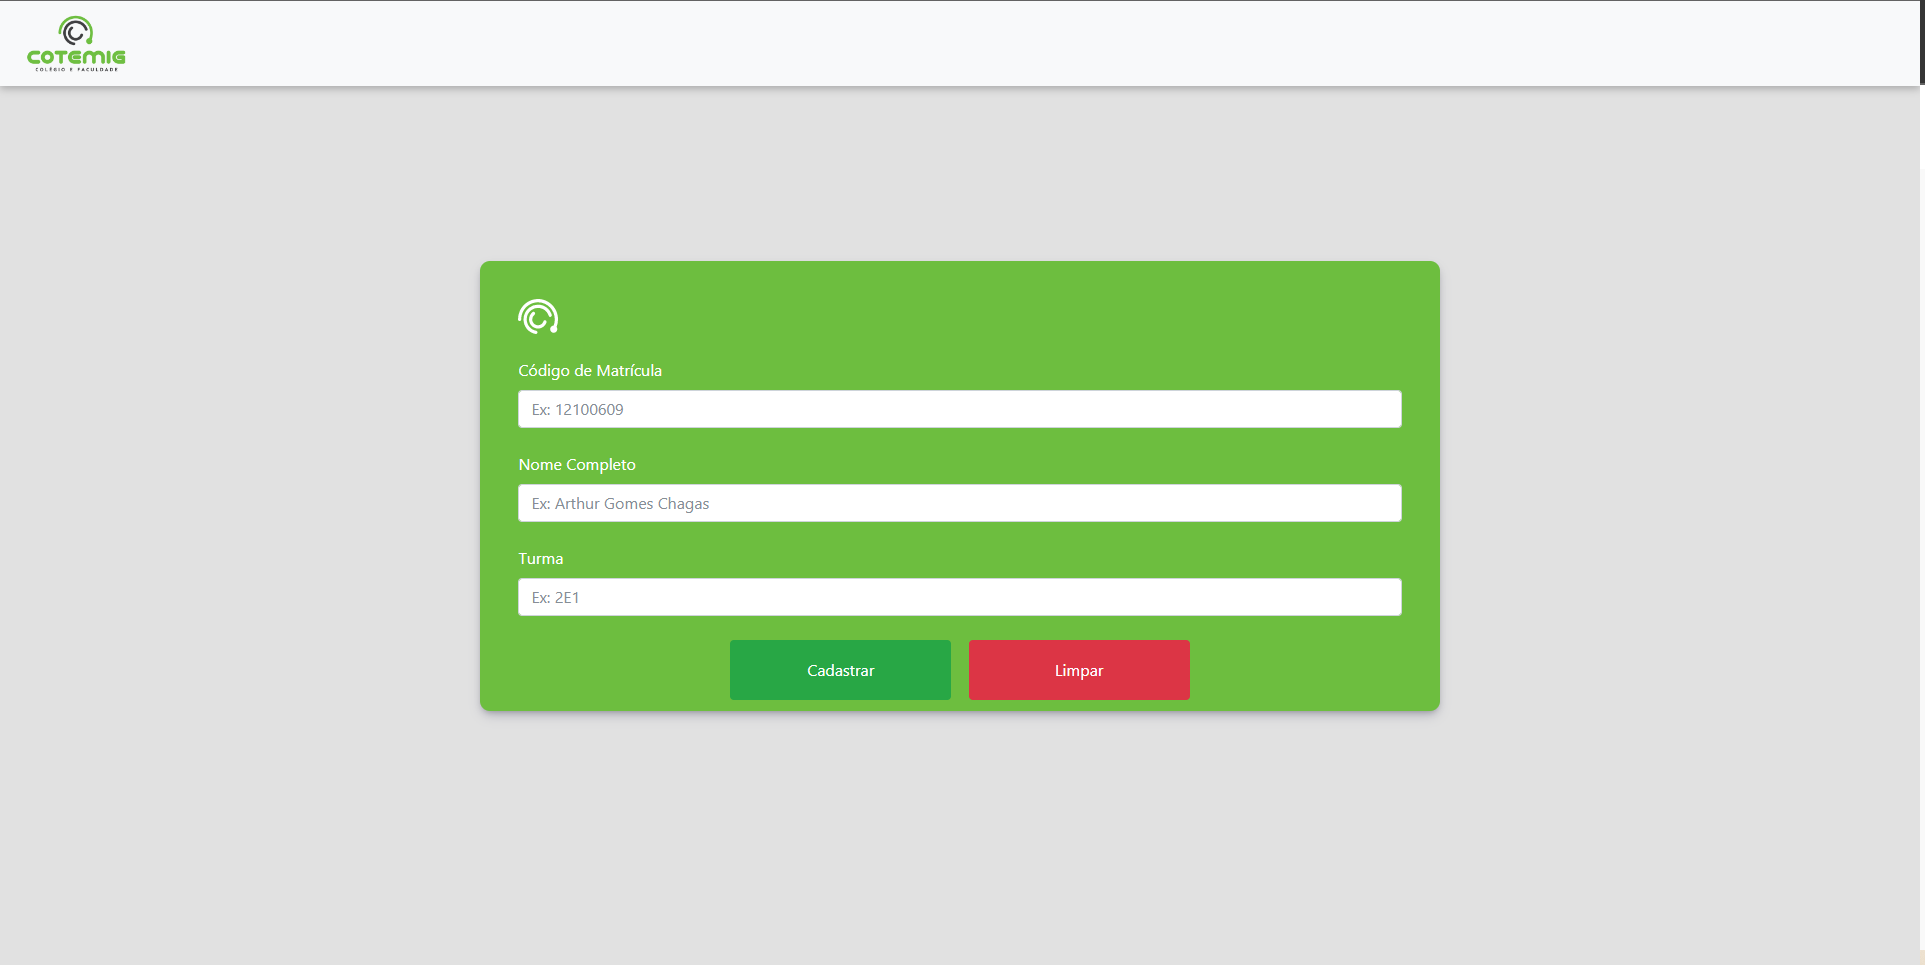 COTEMIG
COLÉGIO E FACULDADE
Código de Matrícula
Ex: 12100609
Nome Completo
Ex: Arthur Gomes Chagas
Turma
Ex: 2E1
Cadastrar
Limpar